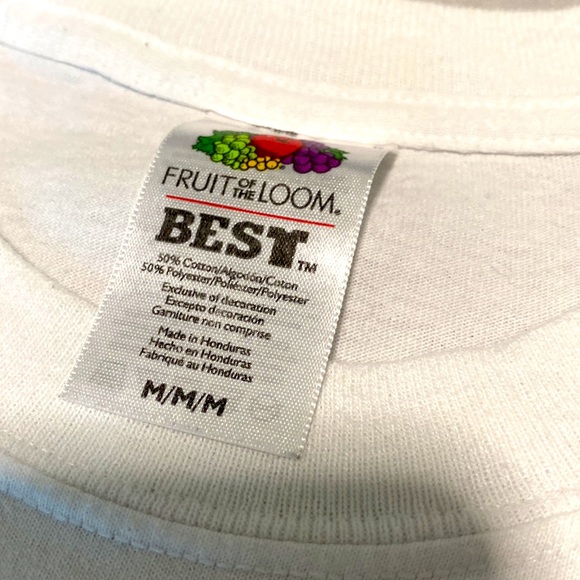 FRUIT OF THE LOOM®
BEST™
50% Cotton/Algodón/Coton
50% Polyester/Poliéster/Polyester
Exclusive of decoration
Excepto decoración
Garniture non comprise
Made in Honduras
Hecho en Honduras
Fabriqué au Honduras
M/M/M